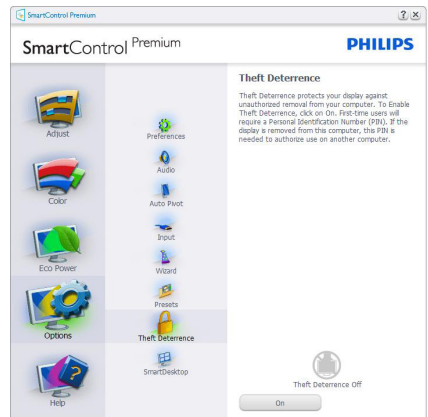 SmartControl Premium
SmartControl Premium
PHILIPS
Adjust
Color
Eco Power
Options
Help
Preferences
Audio
Auto Pivot
Input
Wizard
Presets
Theft Deterrence
SmartDesktop
Theft Deterrence
Theft Deterrence protects your display against
unauthorized removal from your computer. To Enable
Theft Deterrence, click on On. First-time users will
require a Personal Identification Number (PIN). If the
display is removed from this computer, this PIN is
needed to authorize use on another computer.
Theft Deterrence Off
On